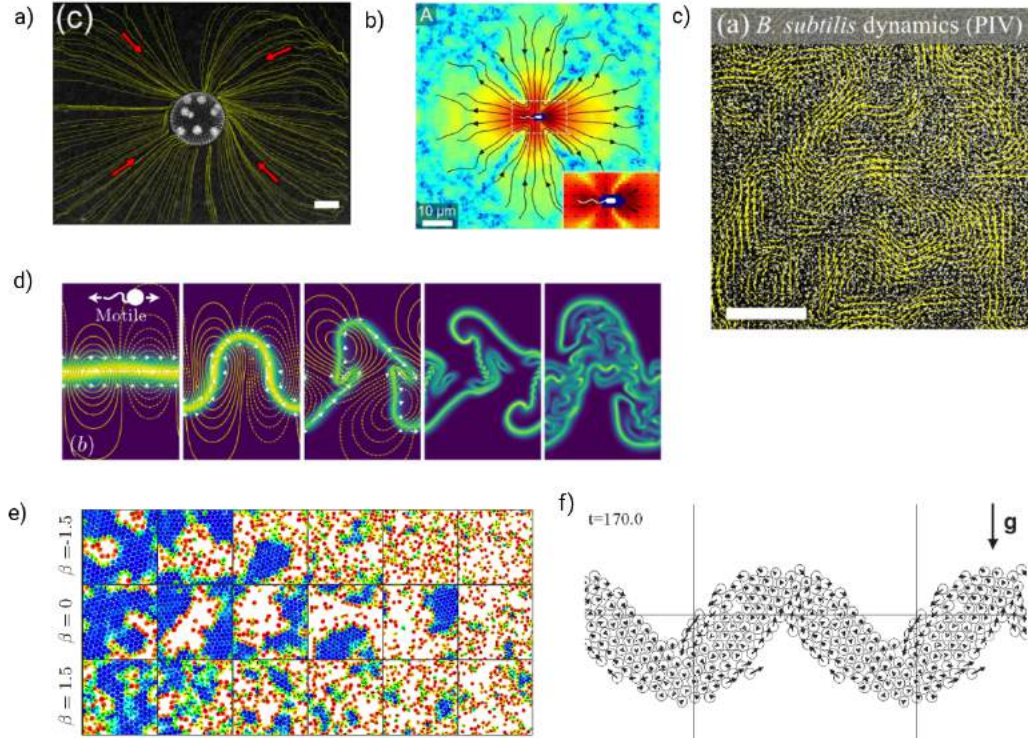 a)
(c)
b)
A
10 µm
c)
(a) B. subtilis dynamics (PIV)
d)
Motile
(b)
e)
β=-1.5
β=0
β=1.5
f)
t=170.0
g